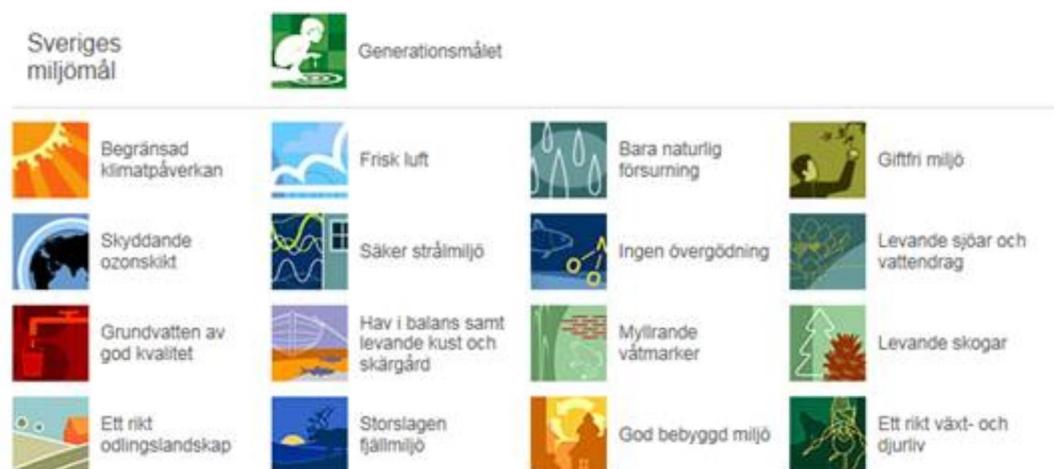 Sveriges
miljömål
Generationsmålet
Begränsad
klimatpåverkan
Frisk luft
Bara naturlig
försurning
Giftfri miljö
Skyddande
ozonskikt
Säker strålmiljö
Ingen övergödning
Levande sjöar och
vattendrag
Grundvatten av
god kvalitet
Hav i balans samt
levande kust och
skärgård
Myllrande
våtmarker
Levande skogar
Ett rikt
odlingslandskap
Storslagen
fjällmiljö
God bebyggd miljö
Ett rikt växt- och
djurliv